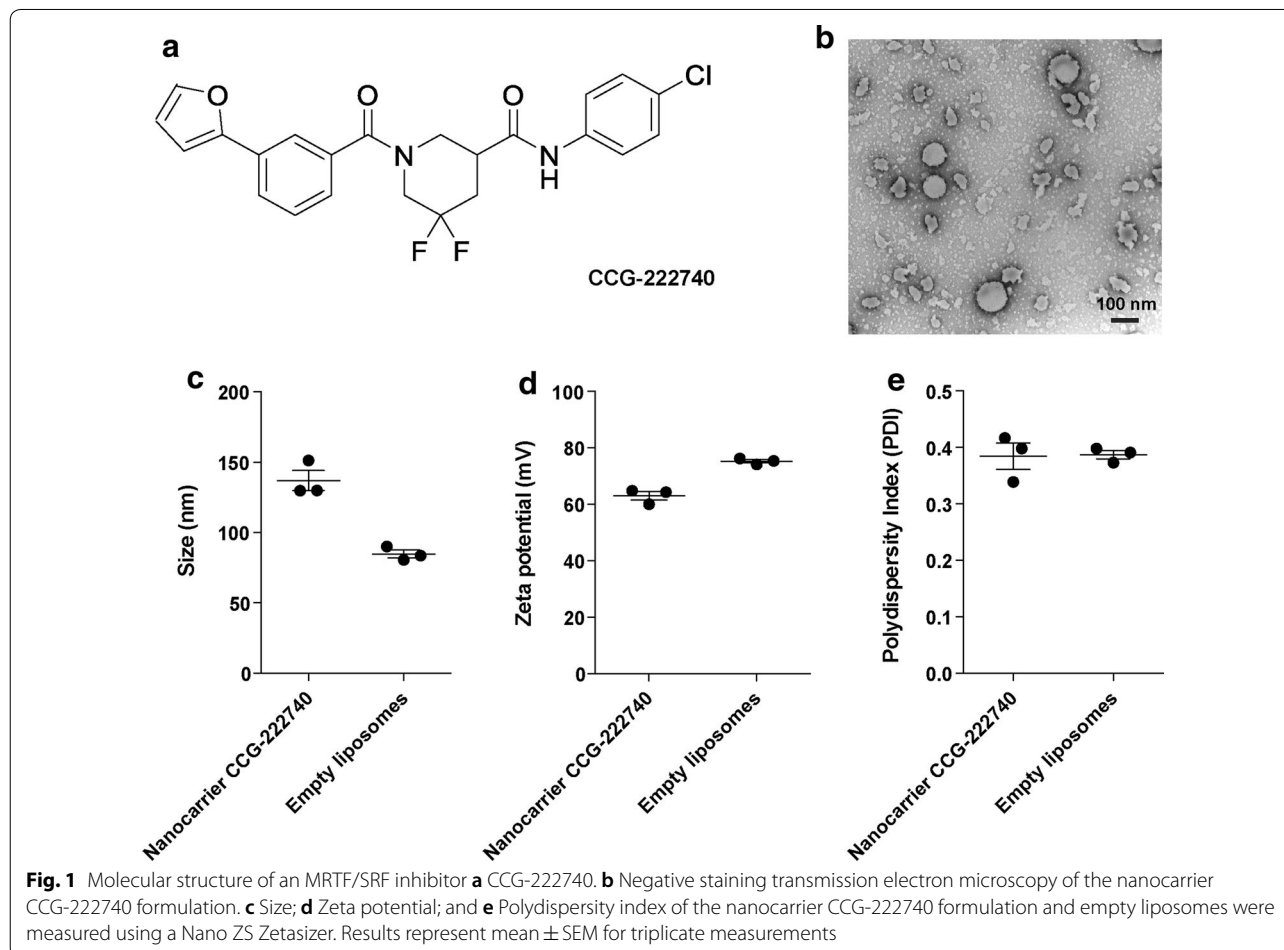 a
O
O
O
N
N
H
Cl
F
F
CCG-222740
b
100 nm
c
Size (nm)
200
150
100
50
0
Nanocarrier CCG-222740
Empty liposomes
d
Zeta potential (mV)
100
80
60
40
20
0
Nanocarrier CCG-222740
Empty liposomes
e
Polydispersity Index (PDI)
0.5
0.4
0.3
0.2
0.1
0.0
Nanocarrier CCG-222740
Empty liposomes
Fig. 1 Molecular structure of an MRTF/SRF inhibitor a CCG-222740. b Negative staining transmission electron microscopy of the nanocarrier
CCG-222740 formulation. c Size; d Zeta potential; and e Polydispersity index of the nanocarrier CCG-222740 formulation and empty liposomes were
measured using a Nano ZS Zetasizer. Results represent mean ± SEM for triplicate measurements